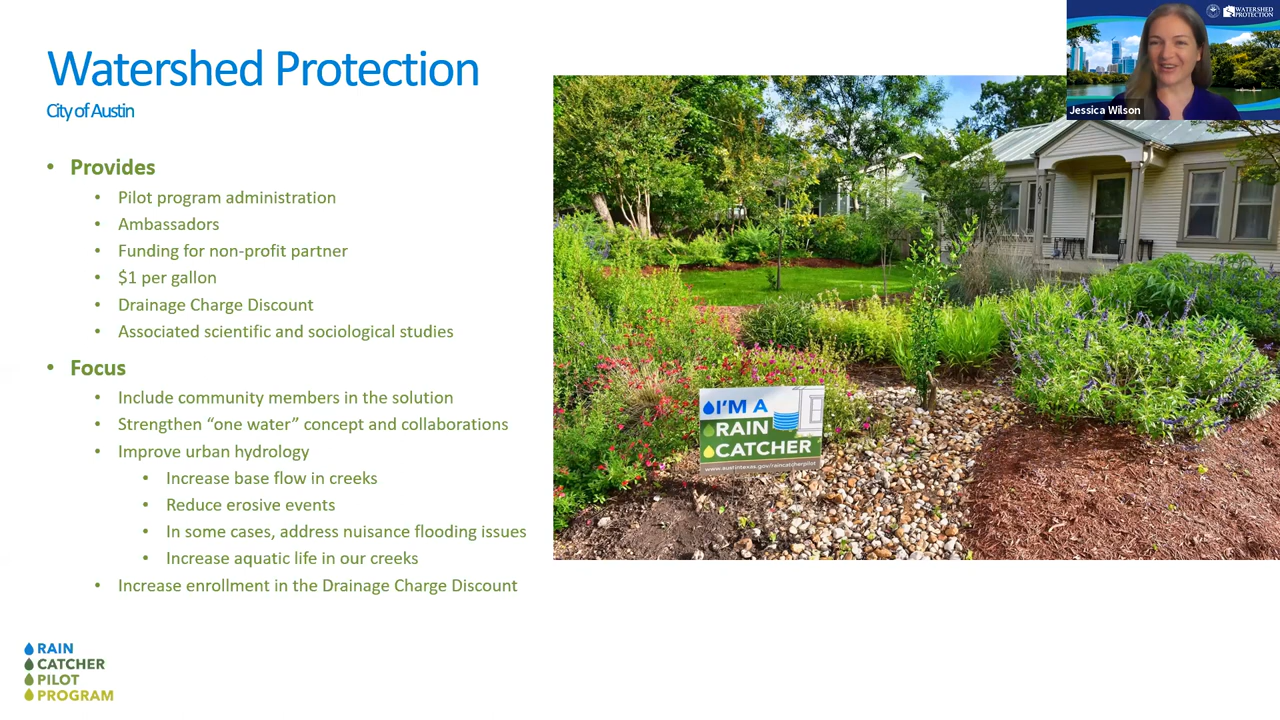 Watershed Protection
City of Austin
• Provides
• Pilot program administration
• Ambassadors
• Funding for non-profit partner
• $1 per gallon
• Drainage Charge Discount
• Associated scientific and sociological studies
• Focus
• Include community members in the solution
• Strengthen “one water” concept and collaborations
• Improve urban hydrology
• Increase base flow in creeks
• Reduce erosive events
• In some cases, address nuisance flooding issues
• Increase aquatic life in our creeks
• Increase enrollment in the Drainage Charge Discount
RAIN
CATCHER
PILOT
PROGRAM
I'M A
RAIN
CATCHER
www.austintexas.gov/raincatcherpilot
WATERSHED
PROTECTION
Jessica Wilson